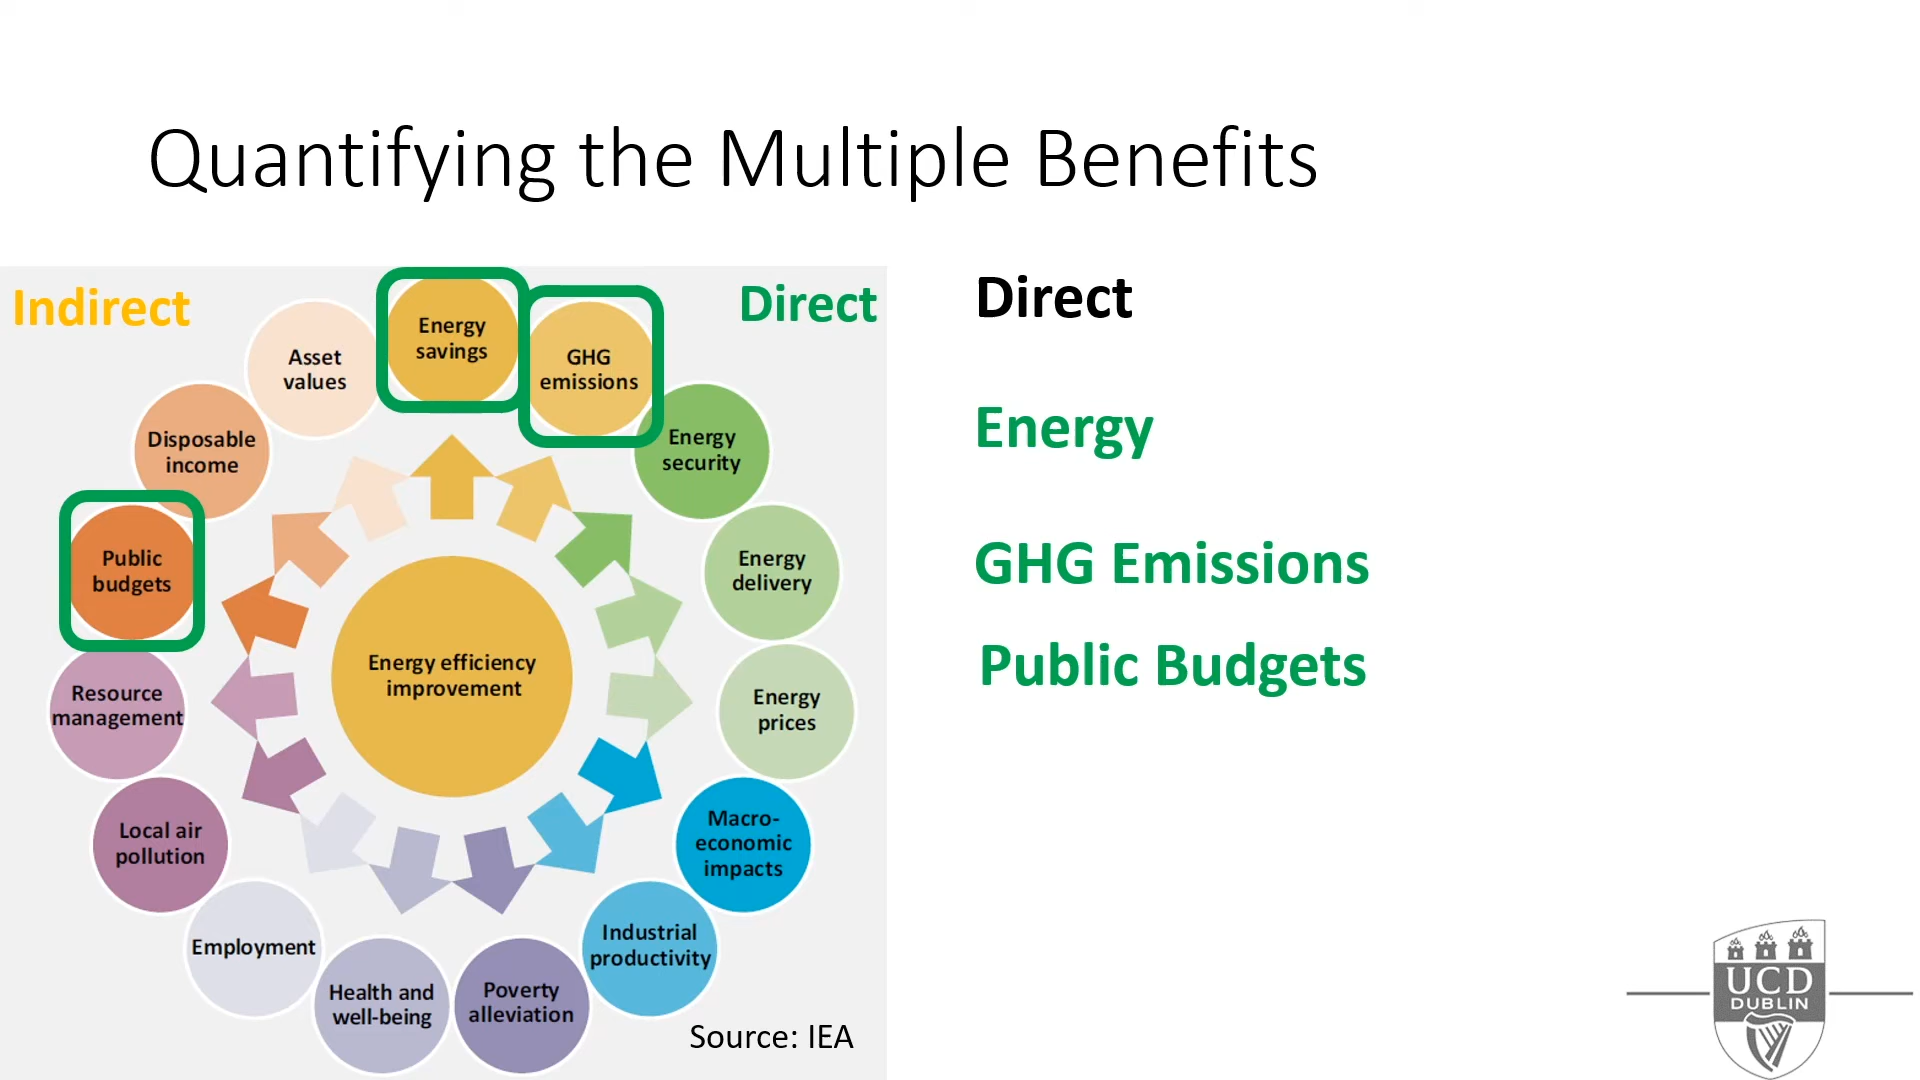 Quantifying the Multiple Benefits
Indirect
Direct
Energy
savings
GHG
emissions
Energy
security
Energy
delivery
Energy
prices
Macro-
economic
impacts
Industrial
productivity
Poverty
alleviation
Health and
well-being
Employment
Local air
pollution
Resource
management
Public
budgets
Disposable
income
Asset
values
Energy efficiency
improvement
Source: IEA
Direct
Energy
GHG Emissions
Public Budgets
UCD
DUBLIN